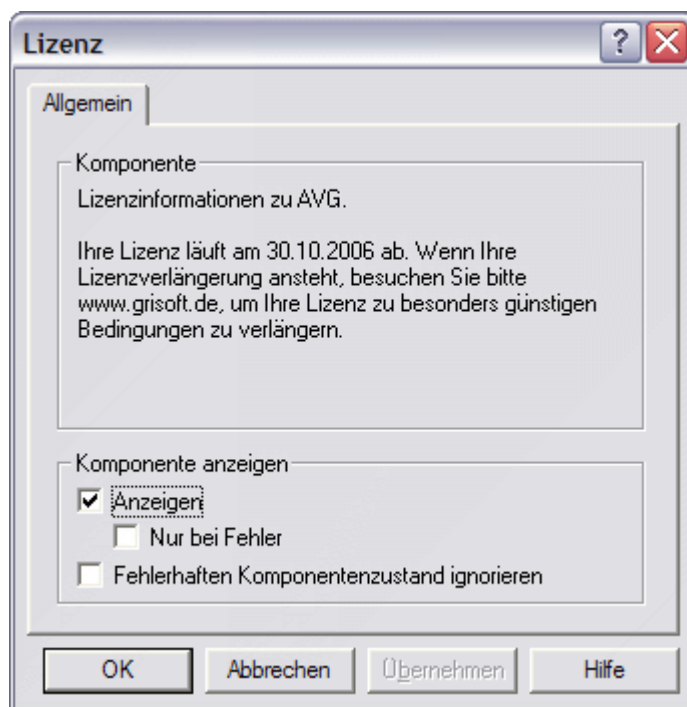 Lizenz
Allgemein
Komponente
Lizenzinformationen zu AVG.
Ihre Lizenz läuft am 30.10.2006 ab. Wenn Ihre
Lizenzverlängerung ansteht, besuchen Sie bitte
www.grisoft.de, um Ihre Lizenz zu besonders günstigen
Bedingungen zu verlängern.
Komponente anzeigen
Anzeigen
Nur bei Fehler
Fehlerhaften Komponentenzustand ignorieren
OK
Abbrechen
Übernehmen
Hilfe